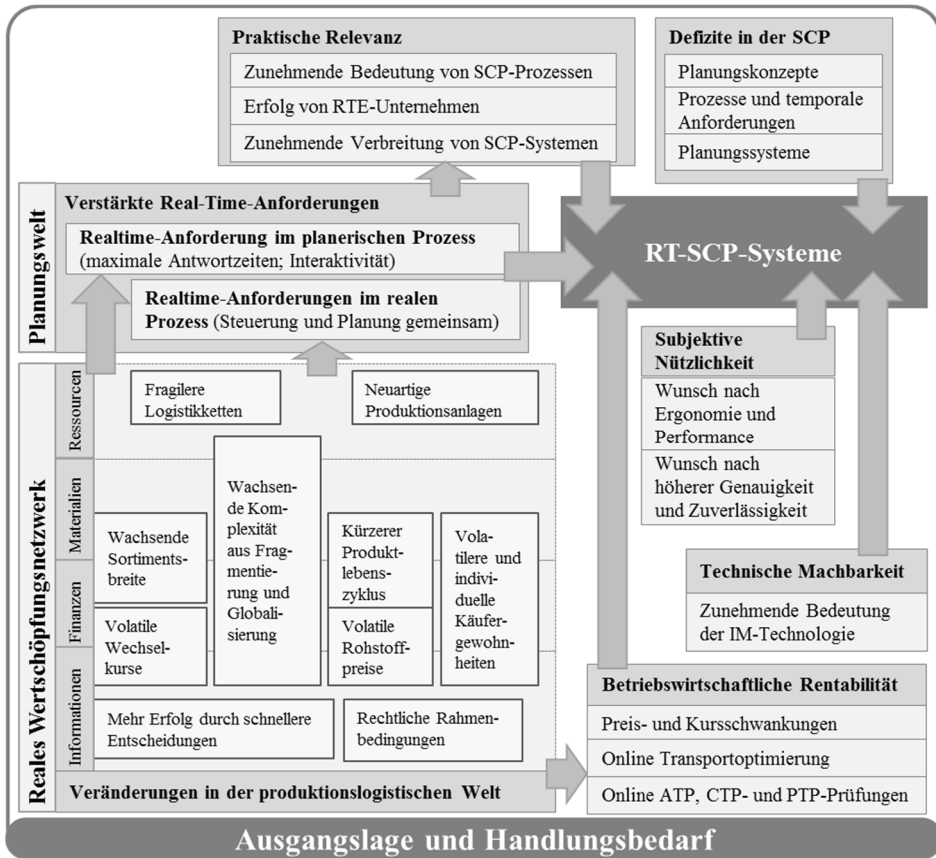 Praktische Relevanz
Zunehmende Bedeutung von SCP-Prozessen
Erfolg von RTE-Unternehmen
Zunehmende Verbreitung von SCP-Systemen
Defizite in der SCP
Planungskonzepte
Prozesse und temporale
Anforderungen
Planungssysteme
Planungswelt
Verstärkte Real-Time-Anforderungen
Realtime-Anforderung im planerischen Prozess
(maximale Antwortzeiten; Interaktivität)
Realtime-Anforderungen im realen
Prozess (Steuerung und Planung gemeinsam)
RT-SCP-Systeme
Subjektive
Nützlichkeit
Wunsch nach
Ergonomie und
Performance
Wunsch nach
höherer Genauigkeit
und Zuverlässigkeit
Technische Machbarkeit
Zunehmende Bedeutung
der IM-Technologie
Reales Wertschöpfungsnetzwerk
Ressourcen
Materialien
Finanzen
Informationen
Fragilere
Logistikketten
Neuartige
Produktionsanlagen
Wachsende
Sortiments-
breite
Volatile
Wechsel-
kurse
Wachsen-
de Kom-
plexität
aus Frag-
mentie-
rung und
Globali-
sierung
Kürzerer
Produkt-
lebens-
zyklus
Volatile
Rohstoff-
preise
Vola-
tilere und
indivi-
duelle
Käufer-
gewohn-
heiten
Mehr Erfolg durch schnellere
Entscheidungen
Rechtliche Rahmen-
bedingungen
Veränderungen in der produktionslogistischen Welt
Betriebswirtschaftliche Rentabilität
Preis- und Kursschwankungen
Online Transportoptimierung
Online ATP, CTP- und PTP-Prüfungen
Ausgangslage und Handlungsbedarf